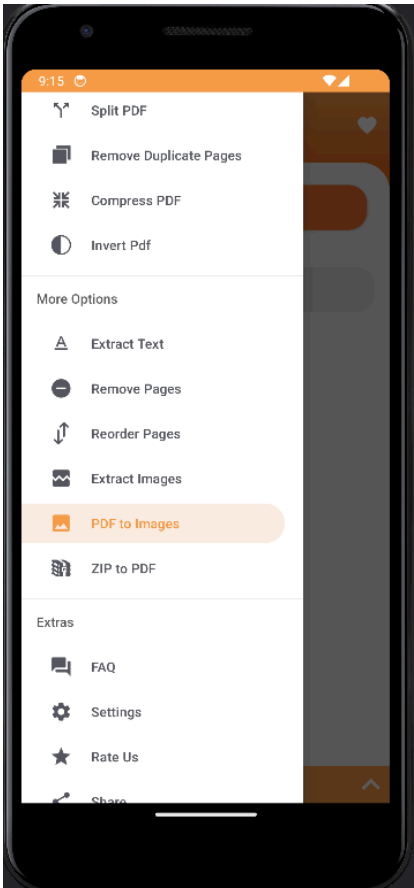 9:15
Split PDF
Remove Duplicate Pages
Compress PDF
Invert Pdf
More Options
Extract Text
Remove Pages
Reorder Pages
Extract Images
PDF to Images
ZIP to PDF
Extras
FAQ
Settings
Rate Us
Share